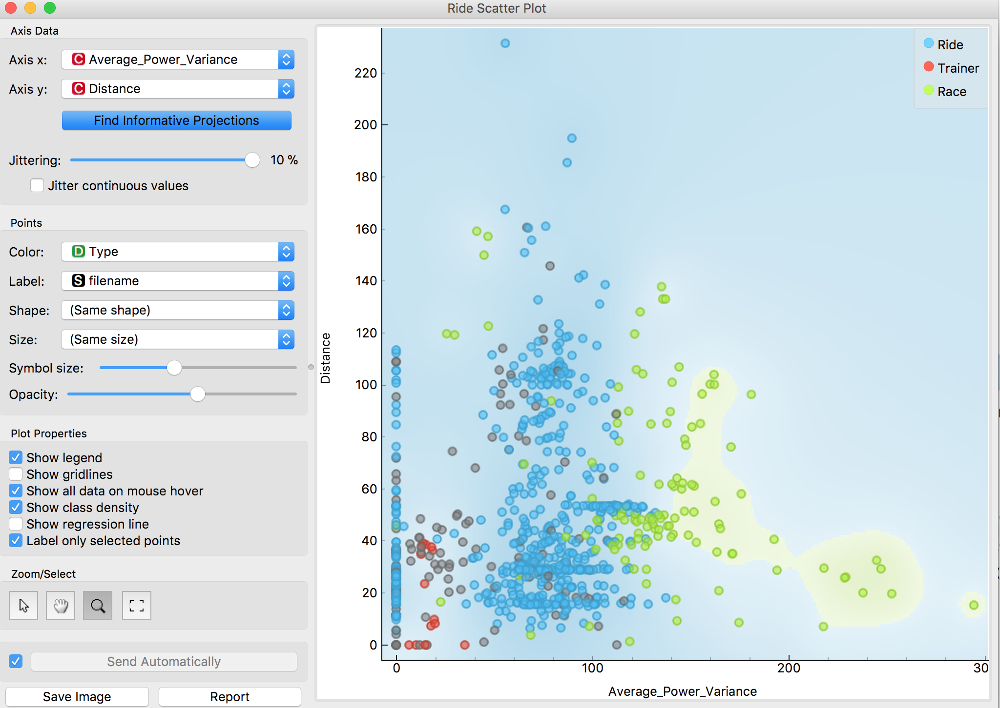 Ride Scatter Plot
Axis Data
Axis x: C Average_Power_Variance
Axis y: C Distance
Find Informative Projections
Jittering: 10 %
Jitter continuous values
Points
Color: D Type
Label: S filename
Shape: (Same shape)
Size: (Same size)
Symbol size:
Opacity:
Plot Properties
Show legend
Show gridlines
Show all data on mouse hover
Show class density
Show regression line
Label only selected points
Zoom/Select
Send Automatically
Save Image Report
Ride
Trainer
Race
220
200
180
160
140
120
100
80
60
40
20
0
Distance
0 100 200 30
Average_Power_Variance